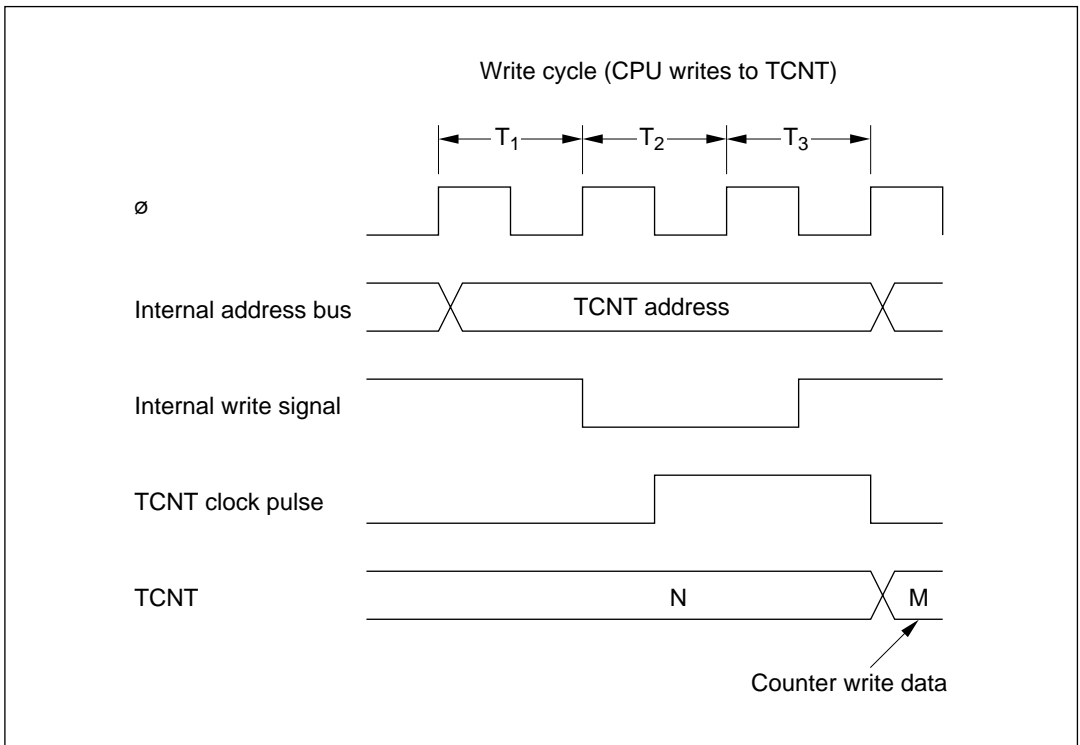 Write cycle (CPU writes to TCNT)
T1 T2 T3
ø
Internal address bus
TCNT address
Internal write signal
TCNT clock pulse
TCNT
N
M
Counter write data